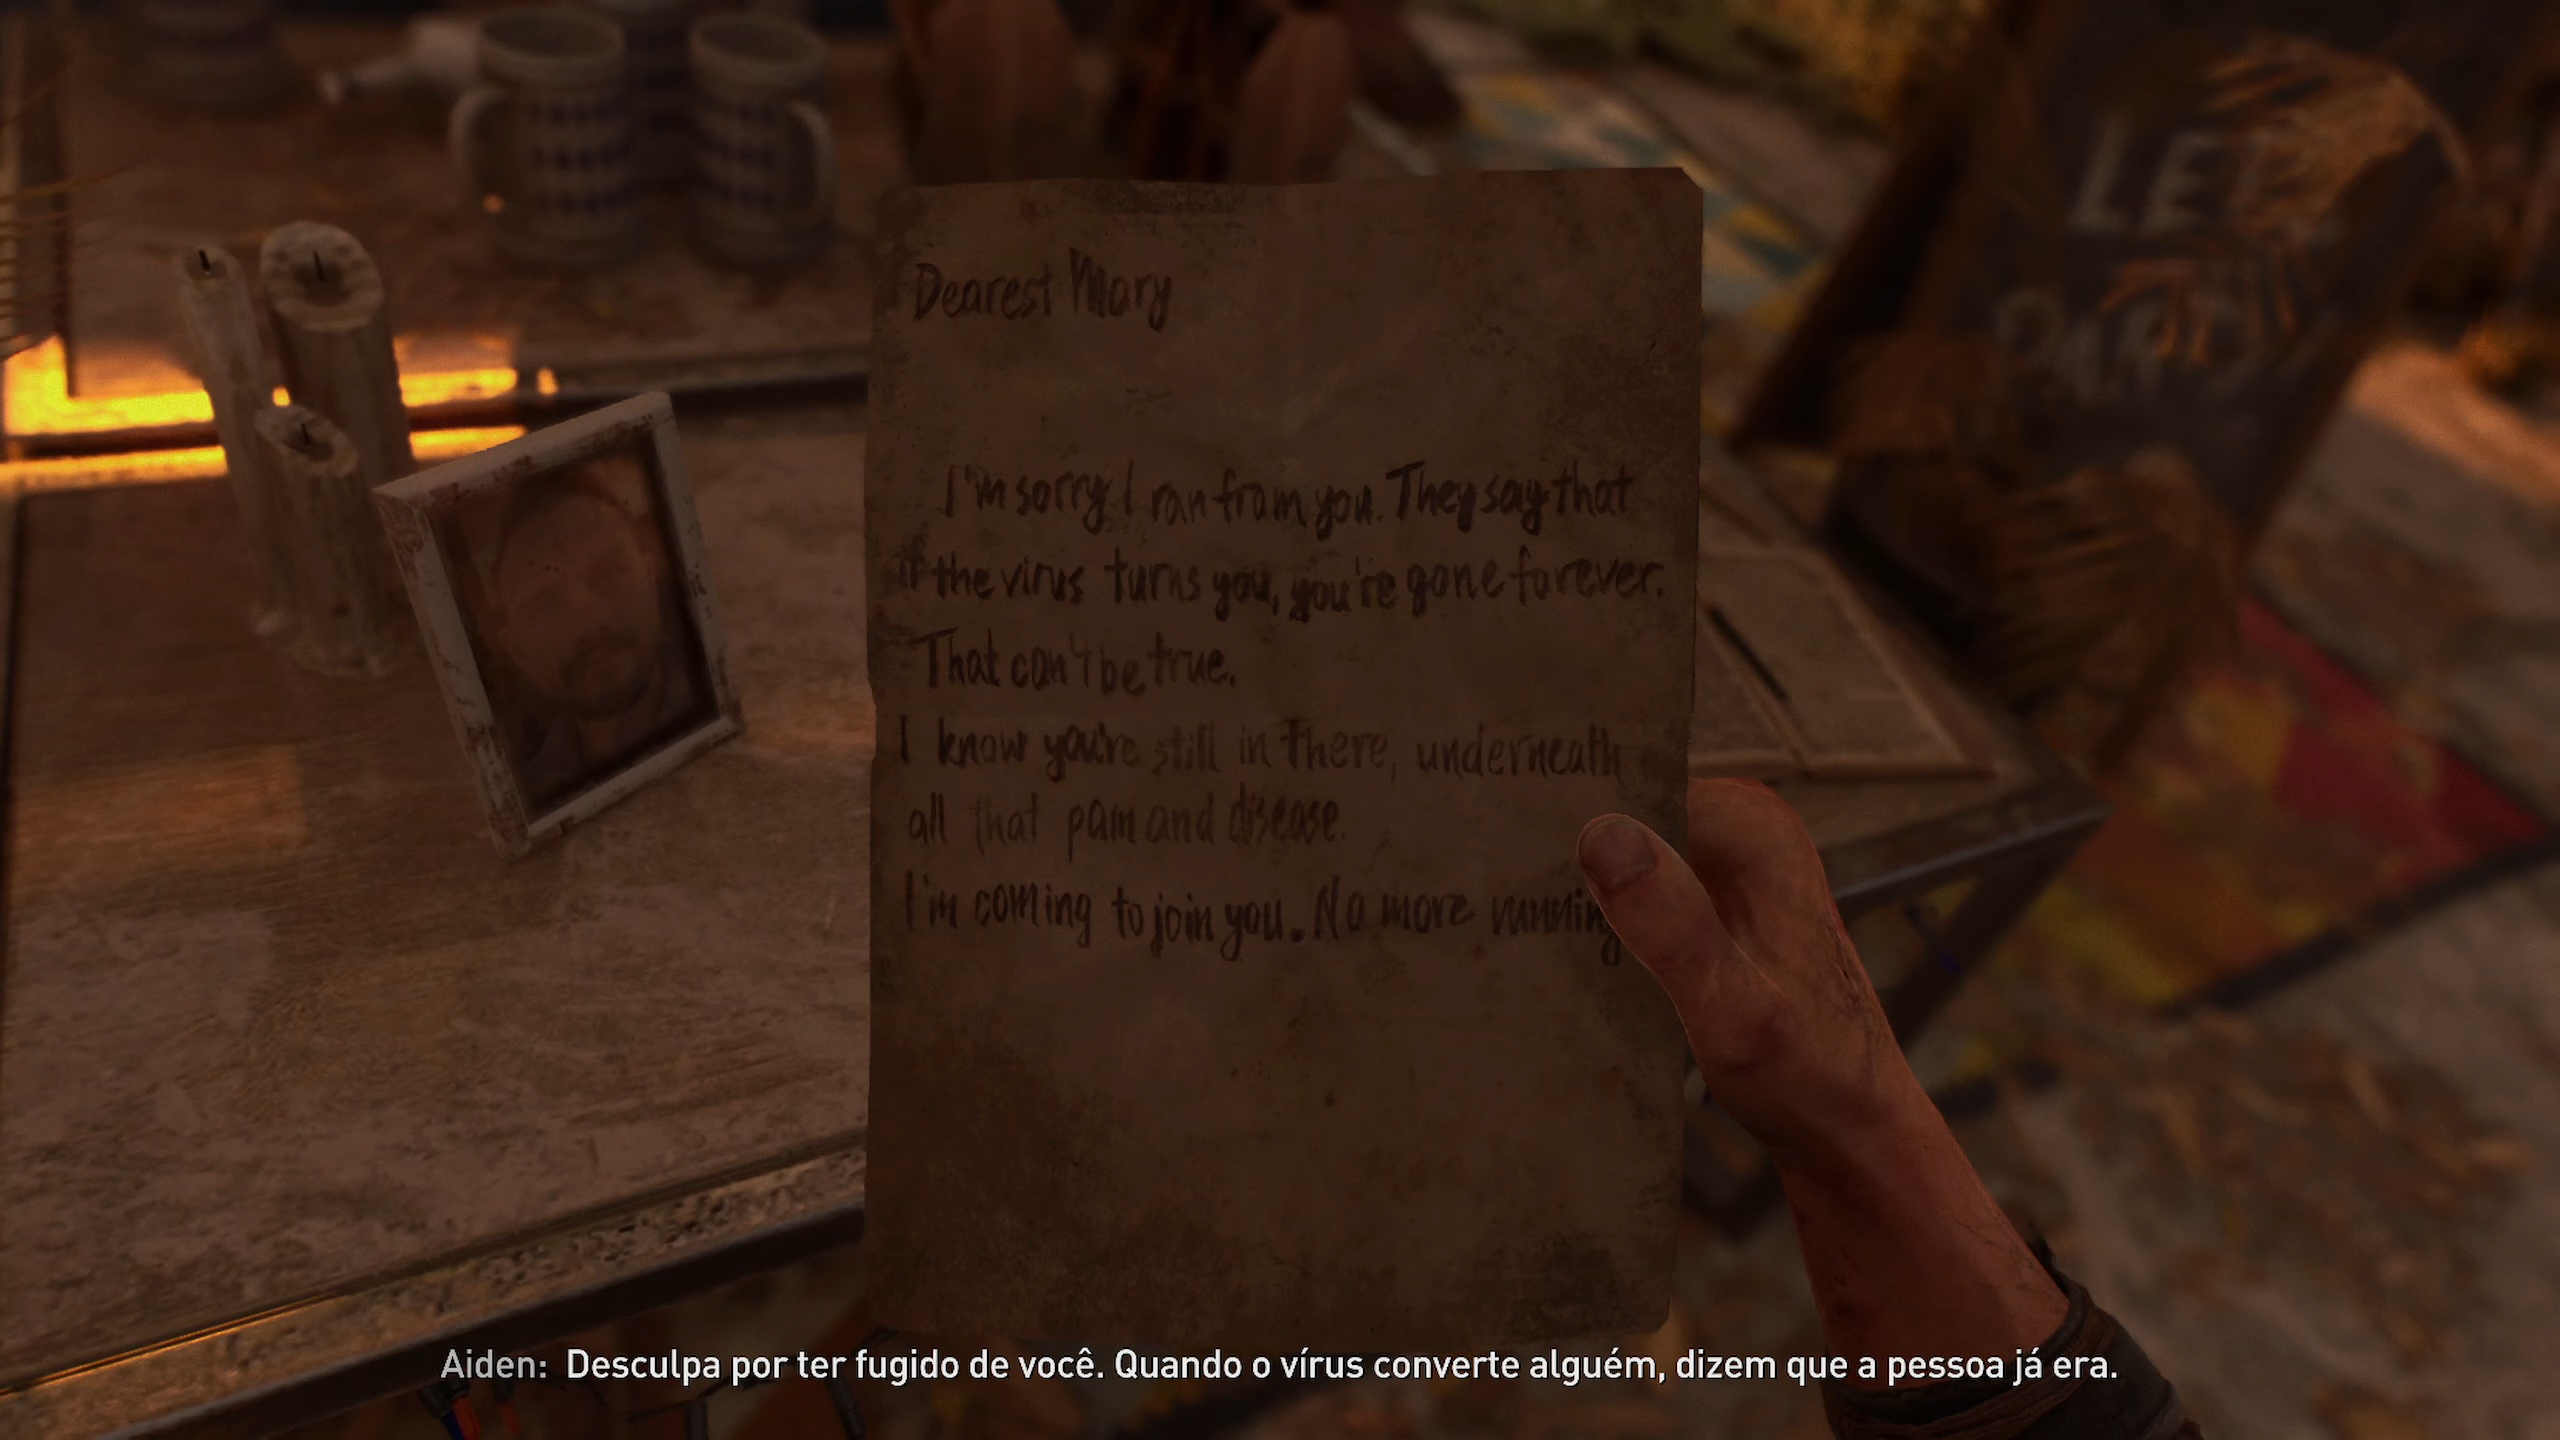 Dearest Mary
I'm sorry I ran from you. They say that
if the virus turns you, you're gone forever.
That can't be true.
I know you're still in there, underneath
all that pain and disease.
I'm coming to join you. No more running
Aiden: Desculpa por ter fugido de você. Quando o vírus converte alguém, dizem que a pessoa já era.